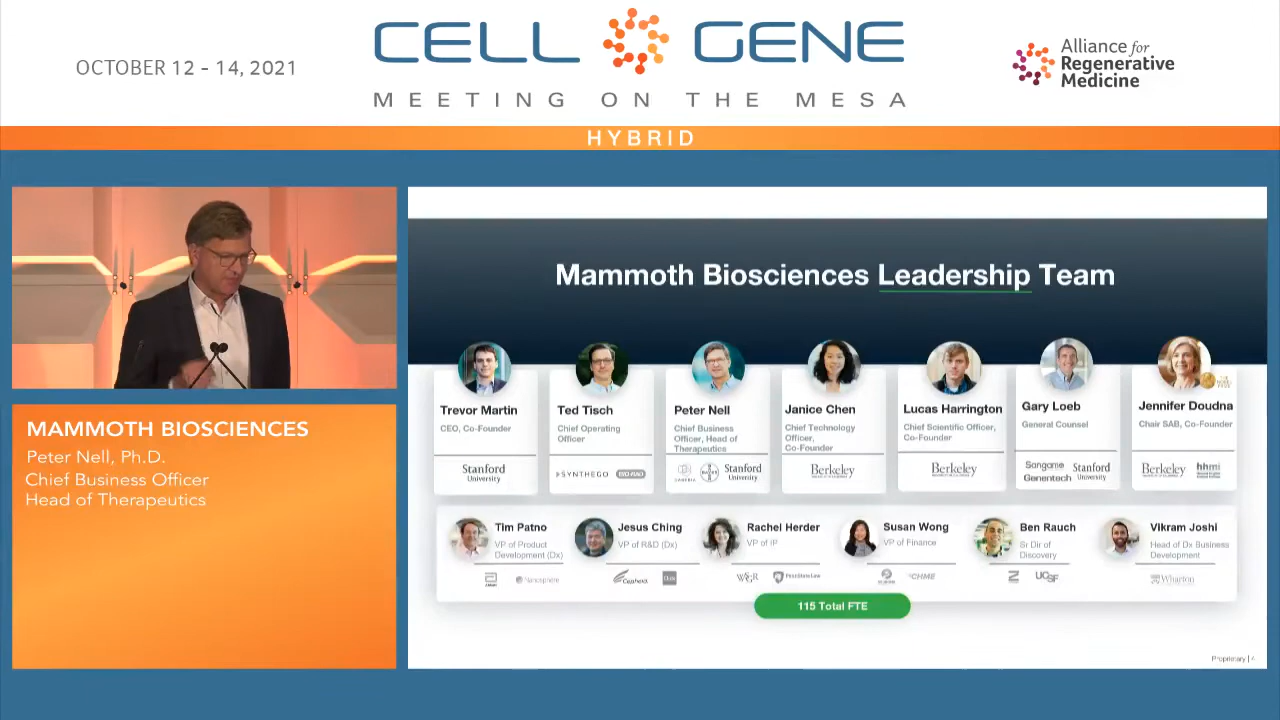 OCTOBER 12 - 14, 2021
CELL GENE
MEETING ON THE MESA
Alliance for
Regenerative
Medicine
HYBRID
MAMMOTH BIOSCIENCES
Peter Nell, Ph.D.
Chief Business Officer
Head of Therapeutics
Mammoth Biosciences Leadership Team
Trevor Martin
CEO, Co-Founder
Stanford
University
Ted Tisch
Chief Operating
Officer
SYNTHEGO
BIO-RAD
Peter Nell
Chief Business
Officer, Head of
Therapeutics
BAYER
Stanford
University
Janice Chen
Chief Technology
Officer,
Co-Founder
Berkeley
Lucas Harrington
Chief Scientific Officer,
Co-Founder
Berkeley
Gary Loeb
General Counsel
Sangamo
Genentech
Stanford
University
Jennifer Doudna
Chair SAB, Co-Founder
Berkeley
hhmi
Tim Patno
VP of Product
Development (Dx)
Nanosphere
Jesus Ching
VP of R&D (Dx)
Cepheid
Rachel Herder
VP of IP
Susan Wong
VP of Finance
Ben Rauch
Sr Dir of
Discovery
UCSF
Vikram Joshi
Head of Dx Business
Development
Wharton
115 Total FTE
Proprietary |